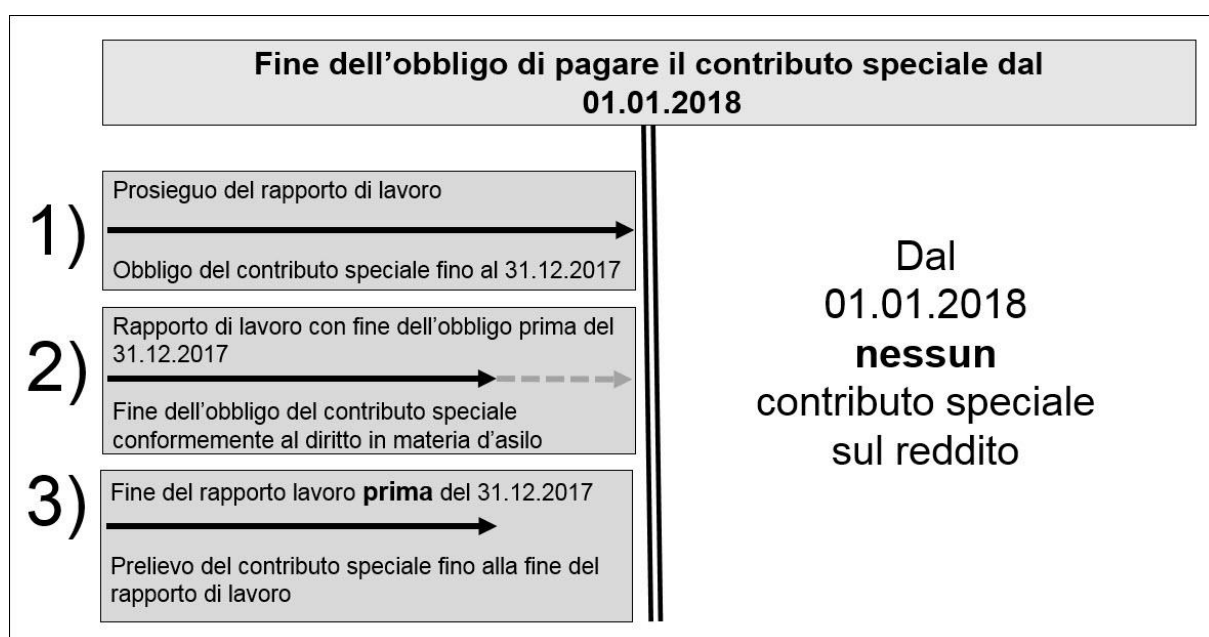 Fine dell’obbligo di pagare il contributo speciale dal
01.01.2018
1)
Prosieguo del rapporto di lavoro
Obbligo del contributo speciale fino al 31.12.2017
2)
Rapporto di lavoro con fine dell’obbligo prima del
31.12.2017
Fine dell’obbligo del contributo speciale
conformemente al diritto in materia d’asilo
3)
Fine del rapporto lavoro prima del 31.12.2017
Prelievo del contributo speciale fino alla fine del
rapporto di lavoro
Dal
01.01.2018
nessun
contributo speciale
sul reddito